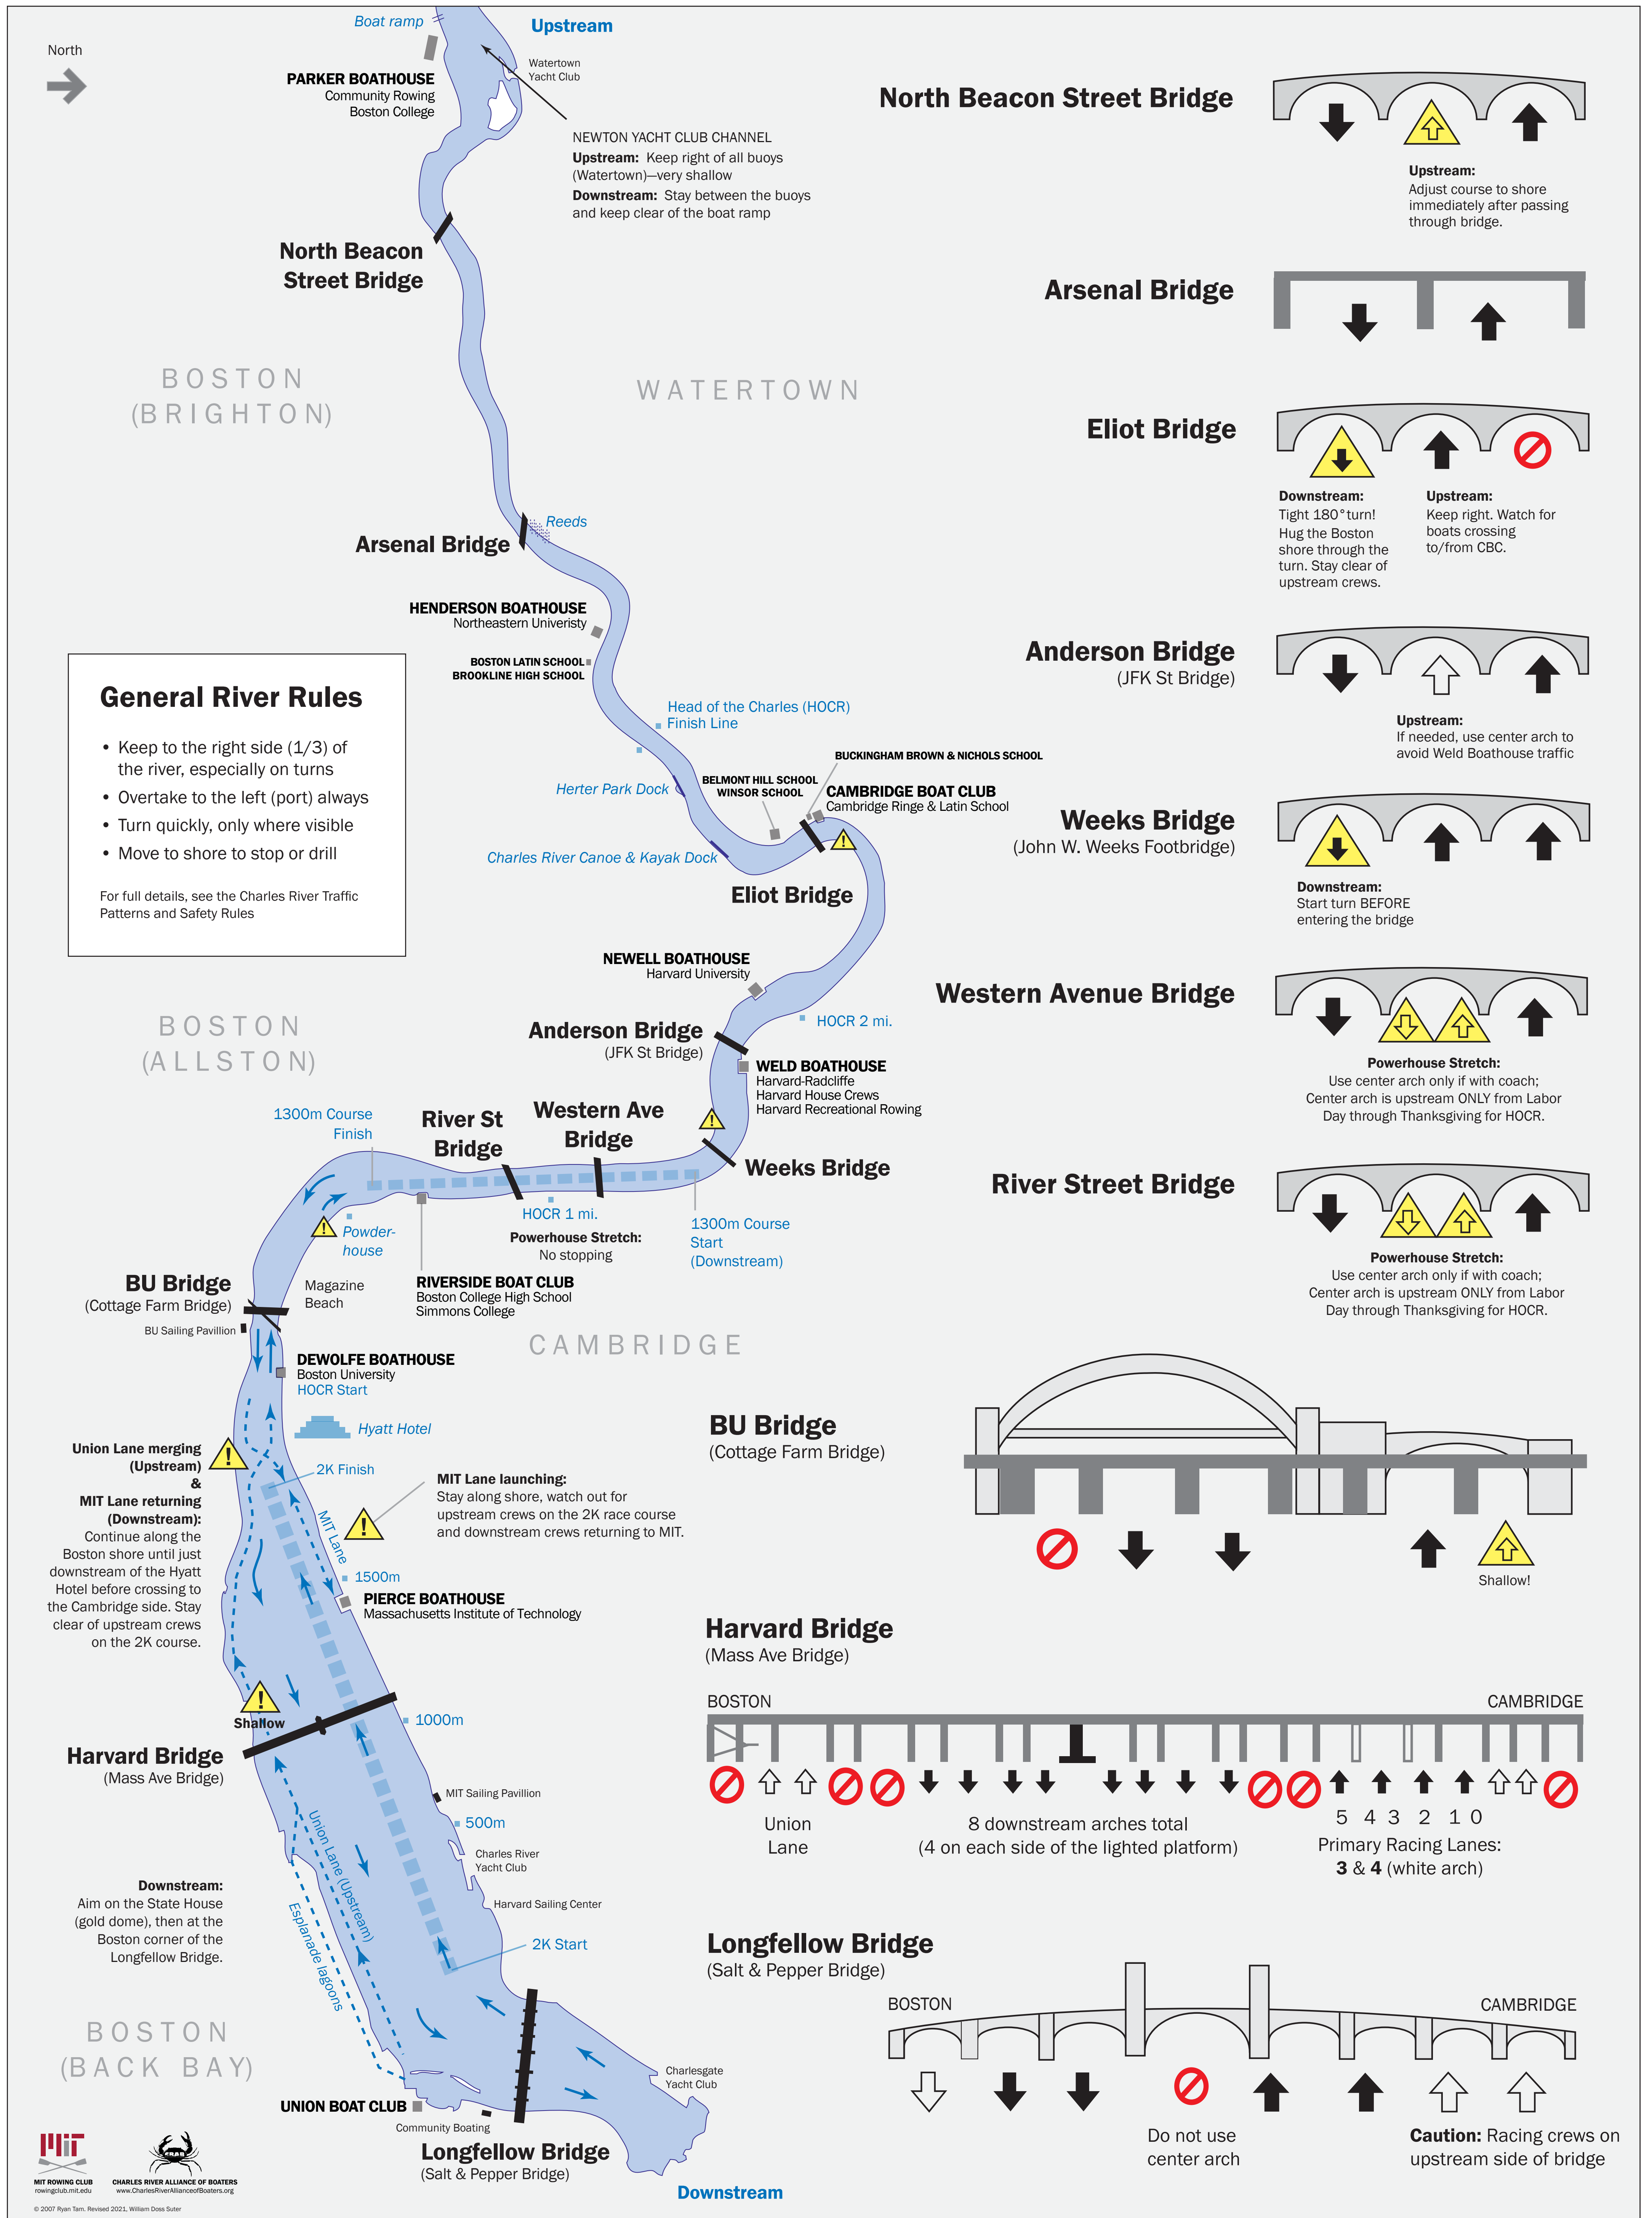 North
Boat ramp
Upstream
Watertown
Yacht Club
PARKER BOATHOUSE
Community Rowing
Boston College
NEWTON YACHT CLUB CHANNEL
Upstream: Keep right of all buoys
(Watertown)—very shallow
Downstream: Stay between the buoys
and keep clear of the boat ramp
North Beacon
Street Bridge
BOSTON
(BRIGHTON)
WATERTOWN
Reeds
Arsenal Bridge
HENDERSON BOATHOUSE
Northeastern Univeristy
BOSTON LATIN SCHOOL
BROOKLINE HIGH SCHOOL
General River Rules
• Keep to the right side (1/3) of
the river, especially on turns
• Overtake to the left (port) always
• Turn quickly, only where visible
• Move to shore to stop or drill
For full details, see the Charles River Traffic
Patterns and Safety Rules
Head of the Charles (HOCR)
Finish Line
BUCKINGHAM BROWN & NICHOLS SCHOOL
BELMONT HILL SCHOOL
WINSOR SCHOOL
Herter Park Dock
CAMBRIDGE BOAT CLUB
Cambridge Ringe & Latin School
!
Charles River Canoe & Kayak Dock
Eliot Bridge
NEWELL BOATHOUSE
Harvard University
HOCR 2 mi.
BOSTON
(ALLSTON)
Anderson Bridge
(JFK St Bridge)
WELD BOATHOUSE
Harvard-Radcliffe
Harvard House Crews
Harvard Recreational Rowing
!
1300m Course
Finish
River St
Bridge
Western Ave
Bridge
Weeks Bridge
HOCR 1 mi.
1300m Course
Start
(Downstream)
Powerhouse Stretch:
No stopping
!
Powder-
house
RIVERSIDE BOAT CLUB
Boston College High School
Simmons College
BU Bridge
(Cottage Farm Bridge)
Magazine
Beach
BU Sailing Pavillion
CAMBRIDGE
DEWOLFE BOATHOUSE
Boston University
HOCR Start
Hyatt Hotel
!
Union Lane merging
(Upstream)
&
MIT Lane returning
(Downstream):
Continue along the
Boston shore until just
downstream of the Hyatt
Hotel before crossing to
the Cambridge side. Stay
clear of upstream crews
on the 2K course.
2K Finish
MIT Lane launching:
Stay along shore, watch out for
upstream crews on the 2K race course
and downstream crews returning to MIT.
!
MIT Lane
1500m
PIERCE BOATHOUSE
Massachusetts Institute of Technology
!
Shallow
1000m
Harvard Bridge
(Mass Ave Bridge)
MIT Sailing Pavillion
500m
Charles River
Yacht Club
Harvard Sailing Center
Union Lane (Upstream)
Esplanade lagoons
Downstream:
Aim on the State House
(gold dome), then at the
Boston corner of the
Longfellow Bridge.
2K Start
BOSTON
(BACK BAY)
Charlesgate
Yacht Club
UNION BOAT CLUB
Community Boating
Longfellow Bridge
(Salt & Pepper Bridge)
Downstream
MIT
MIT ROWING CLUB
rowingclub.mit.edu
CHARLES RIVER ALLIANCE OF BOATERS
www.CharlesRiverAllianceofBoaters.org
© 2007 Ryan Tam. Revised 2021, William Doss Suter
North Beacon Street Bridge
Upstream:
Adjust course to shore
immediately after passing
through bridge.
Arsenal Bridge
Eliot Bridge
Downstream:
Tight 180°turn!
Hug the Boston
shore through the
turn. Stay clear of
upstream crews.
Upstream:
Keep right. Watch for
boats crossing
to/from CBC.
Anderson Bridge
(JFK St Bridge)
Upstream:
If needed, use center arch to
avoid Weld Boathouse traffic
Weeks Bridge
(John W. Weeks Footbridge)
Downstream:
Start turn BEFORE
entering the bridge
Western Avenue Bridge
Powerhouse Stretch:
Use center arch only if with coach;
Center arch is upstream ONLY from Labor
Day through Thanksgiving for HOCR.
River Street Bridge
Powerhouse Stretch:
Use center arch only if with coach;
Center arch is upstream ONLY from Labor
Day through Thanksgiving for HOCR.
BU Bridge
(Cottage Farm Bridge)
Shallow!
Harvard Bridge
(Mass Ave Bridge)
BOSTON
CAMBRIDGE
Union
Lane
8 downstream arches total
(4 on each side of the lighted platform)
5 4 3 2 1 0
Primary Racing Lanes:
3 & 4 (white arch)
Longfellow Bridge
(Salt & Pepper Bridge)
BOSTON
CAMBRIDGE
Do not use
center arch
Caution: Racing crews on
upstream side of bridge